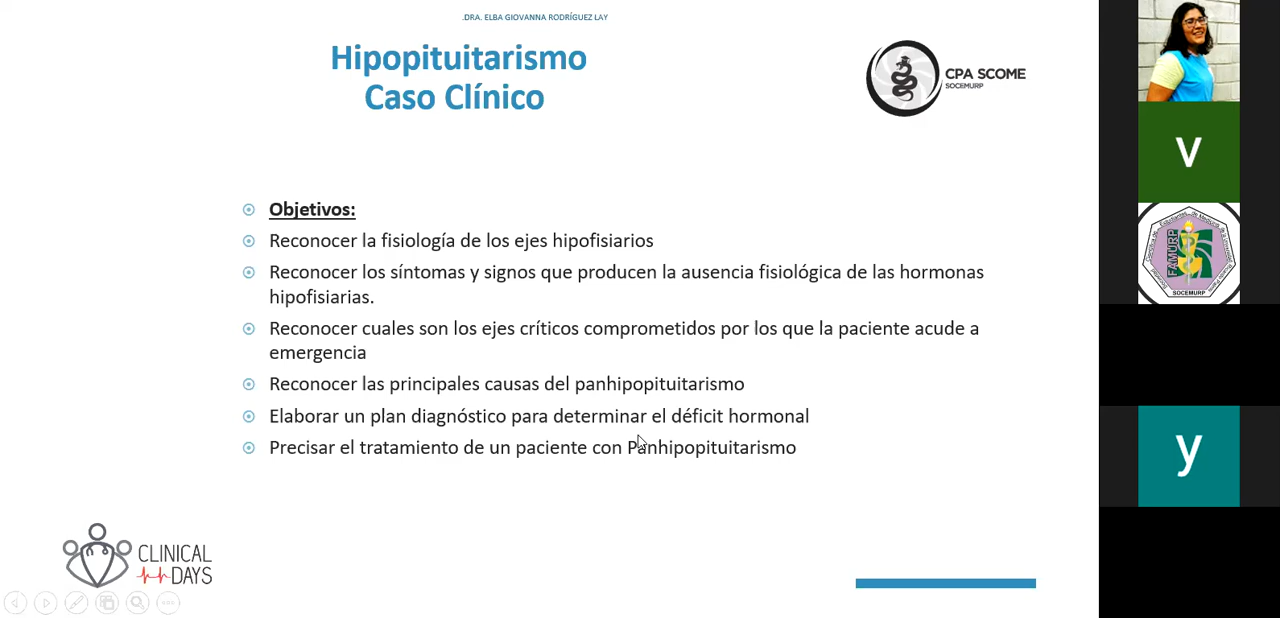 .DRA. ELBA GIOVANNA RODRÍGUEZ LAY
Hipopituitarismo
Caso Clínico
CPA SCOME
SOCEMURP
Objetivos:
Reconocer la fisiología de los ejes hipofisiarios
Reconocer los síntomas y signos que producen la ausencia fisiológica de las hormonas
hipofisiarias.
Reconocer cuales son los ejes críticos comprometidos por los que la paciente acude a
emergencia
Reconocer las principales causas del panhipopituitarismo
Elaborar un plan diagnóstico para determinar el déficit hormonal
Precisar el tratamiento de un paciente con Panhipopituitarismo
CLINICAL
DAYS
V
FAMURP
SOCEMURP
y